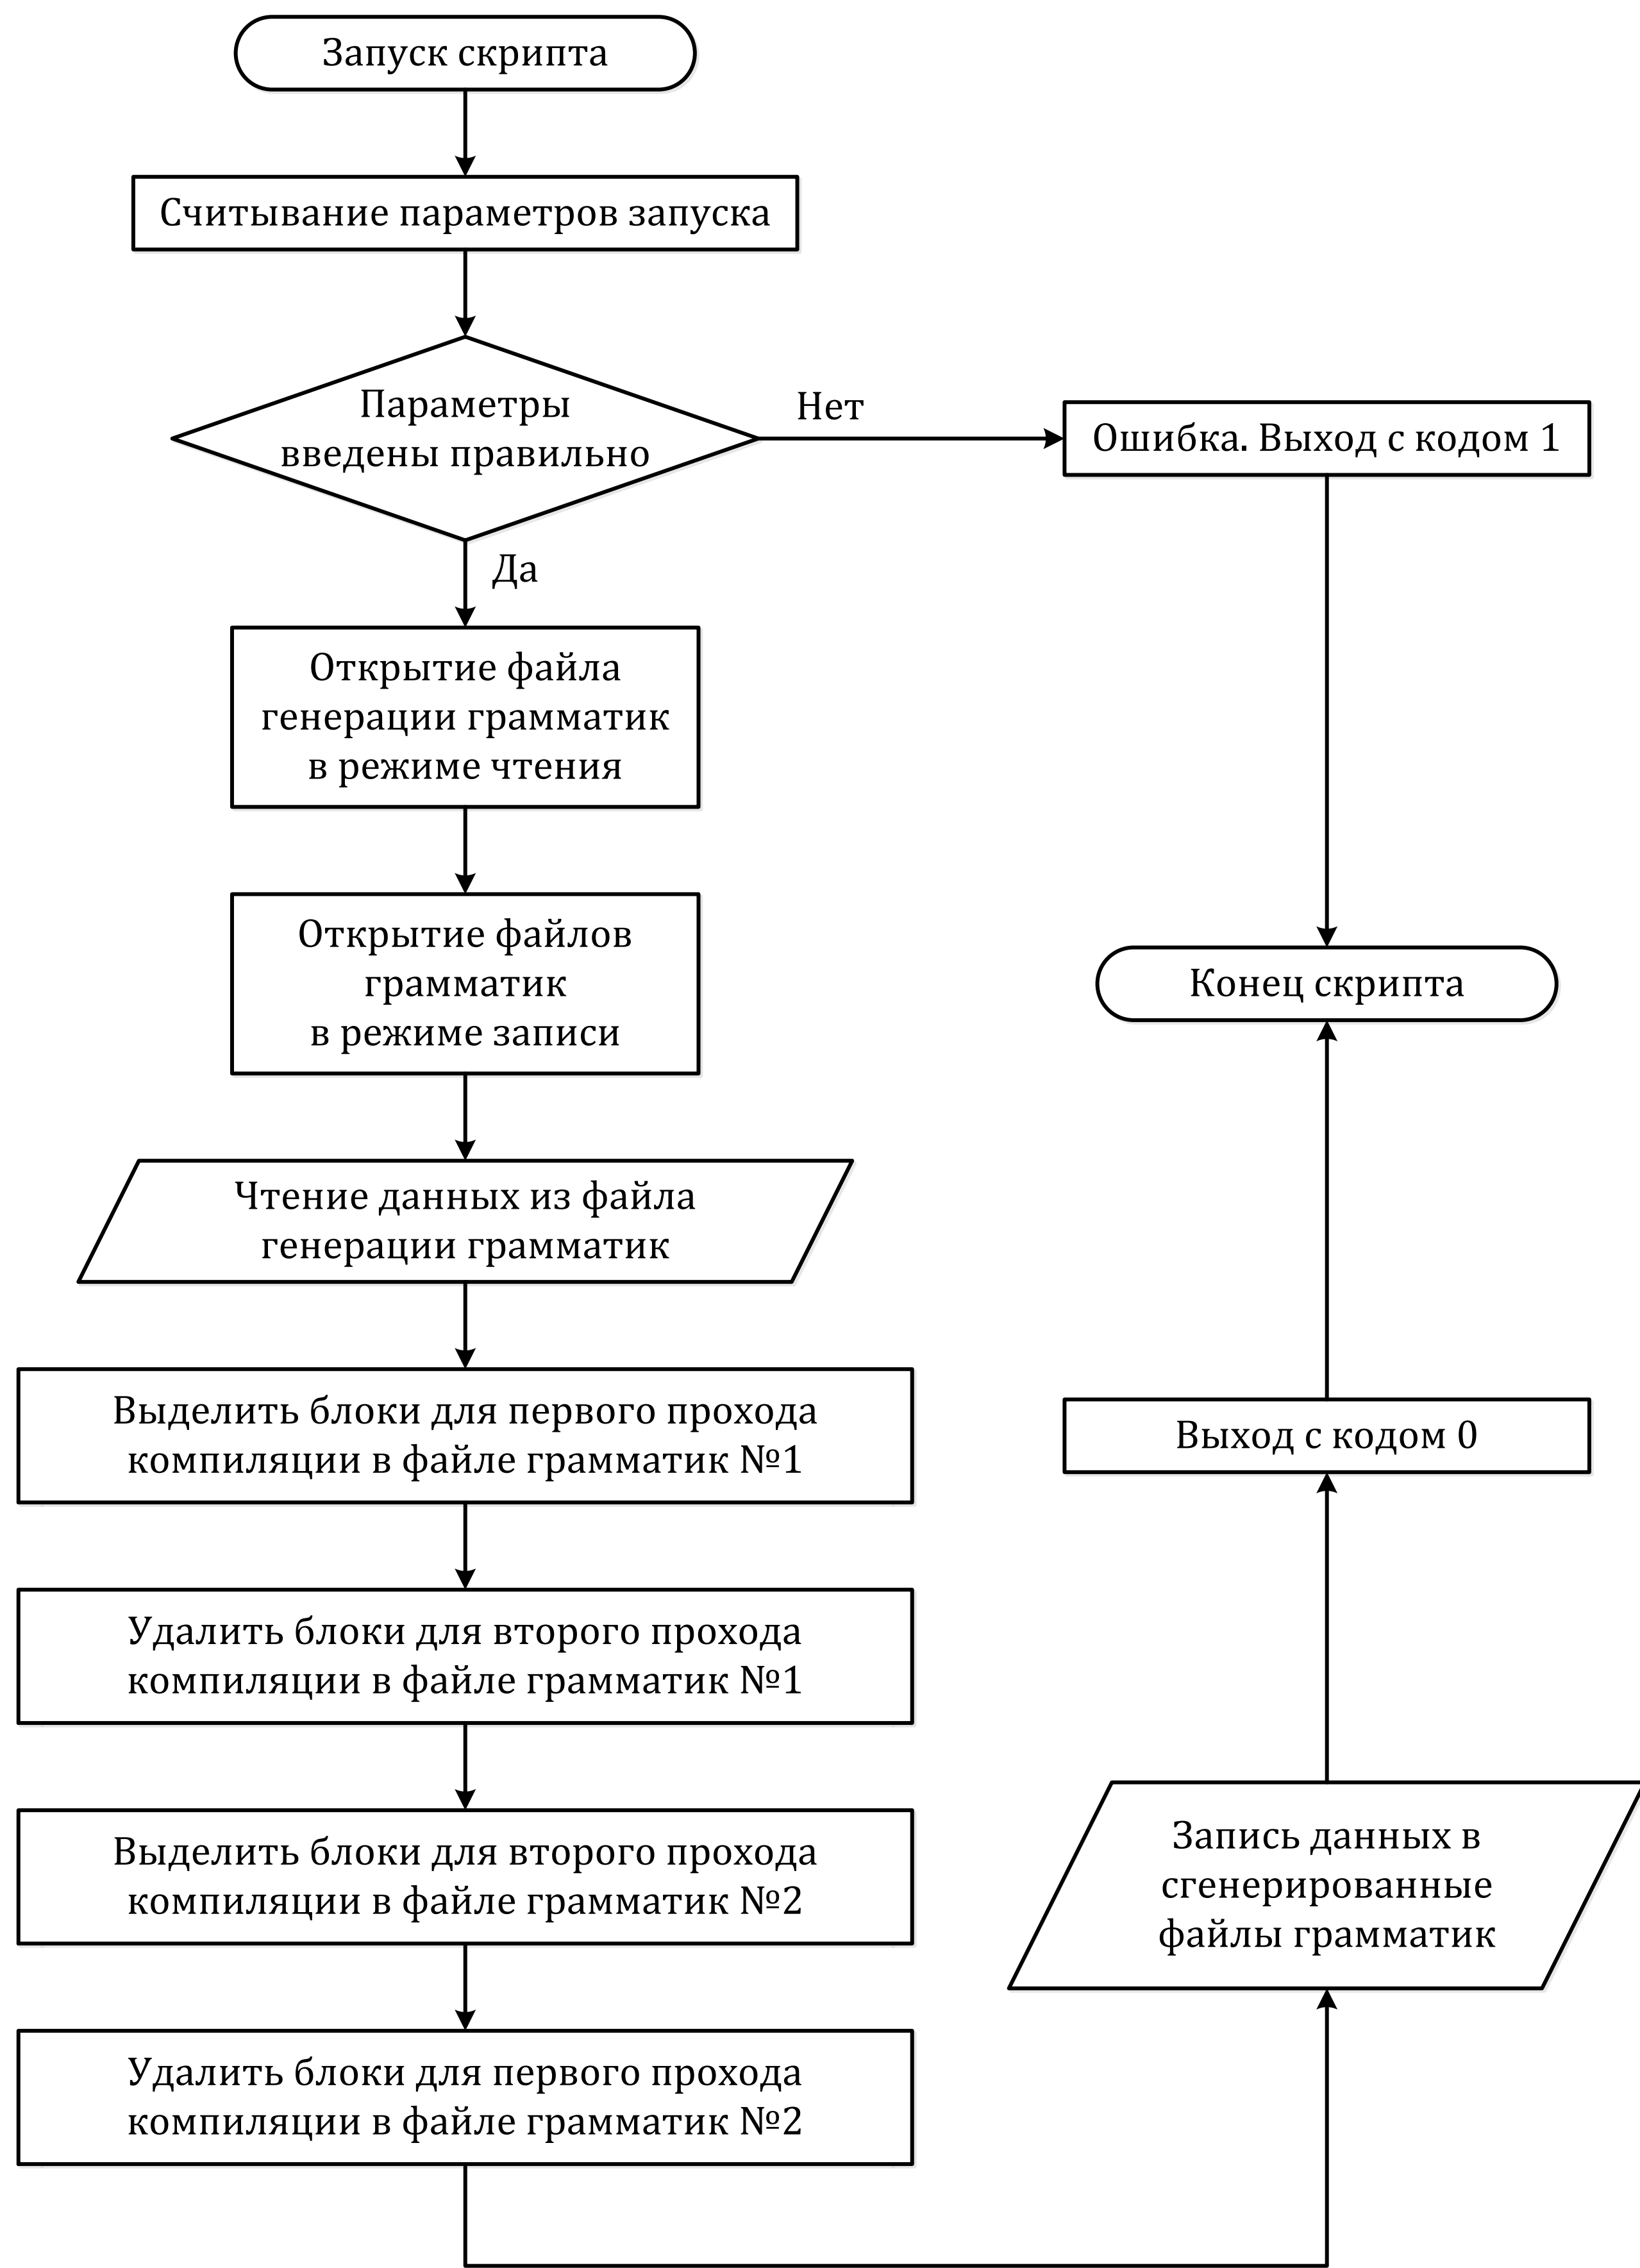 Запуск скрипта
Считывание параметров запуска
Параметры
введены правильно
Нет
Ошибка. Выход с кодом 1
Да
Открытие файла
генерации грамматик
в режиме чтения
Открытие файлов
грамматик
в режиме записи
Конец скрипта
Чтение данных из файла
генерации грамматик
Выделить блоки для первого прохода
компиляции в файле грамматик №1
Выход с кодом 0
Удалить блоки для второго прохода
компиляции в файле грамматик №1
Выделить блоки для второго прохода
компиляции в файле грамматик №2
Запись данных в
сгенерированные
файлы грамматик
Удалить блоки для первого прохода
компиляции в файле грамматик №2